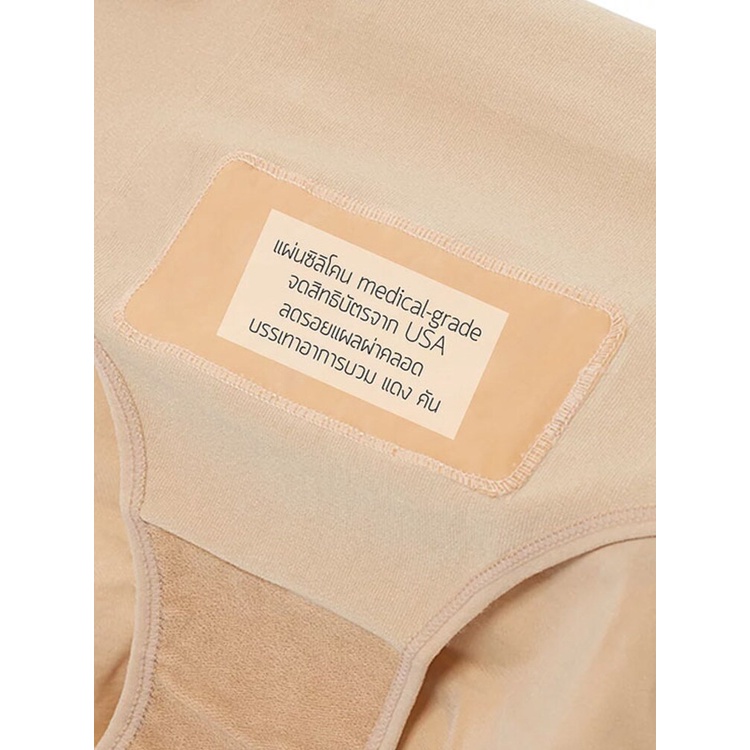 แผ่นซิลิโคน medical-grade
จดสิทธิบัตรจาก USA
ลดรอยแผลผ่าคลอด
บรรเทาอาการบวม แดง คัน